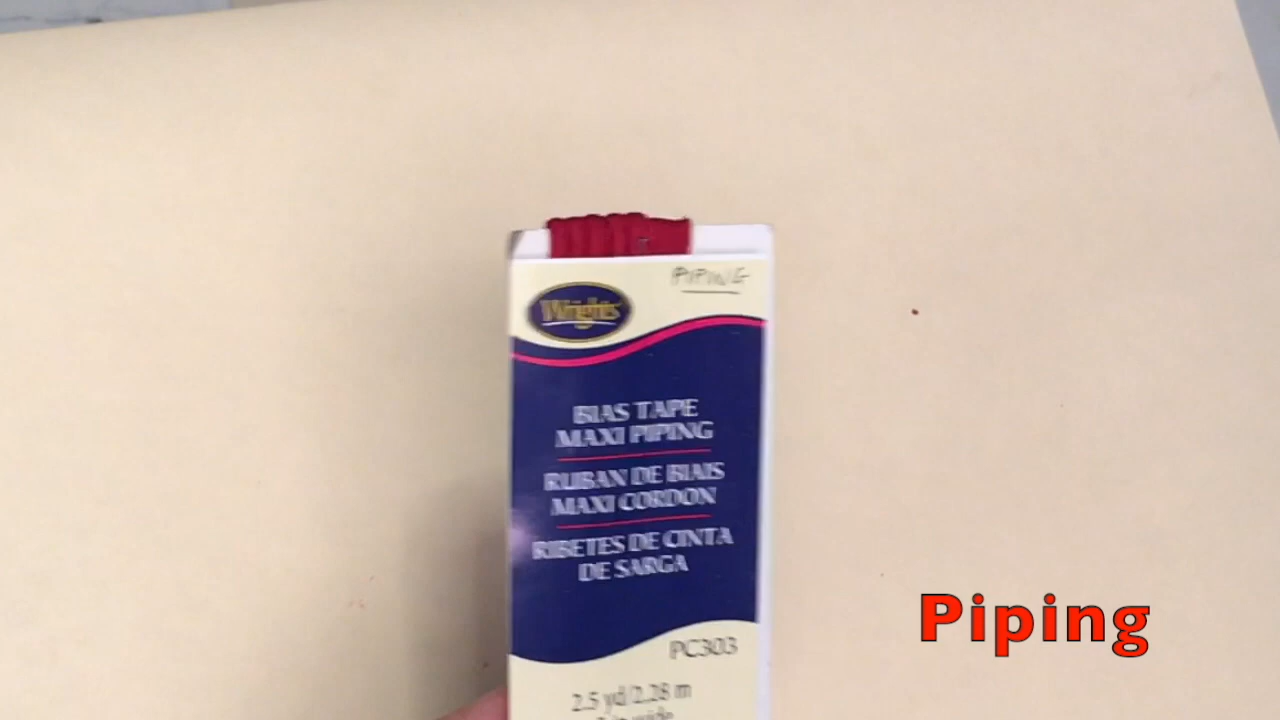 PIPING
Wrights
BIAS TAPE
MAXI PIPING
RUBAN DE BIAIS
MAXI CORDON
RIBETES DE CINTA
DE SARGA
PC303
2.5 yd/2.28 m
wide
Piping